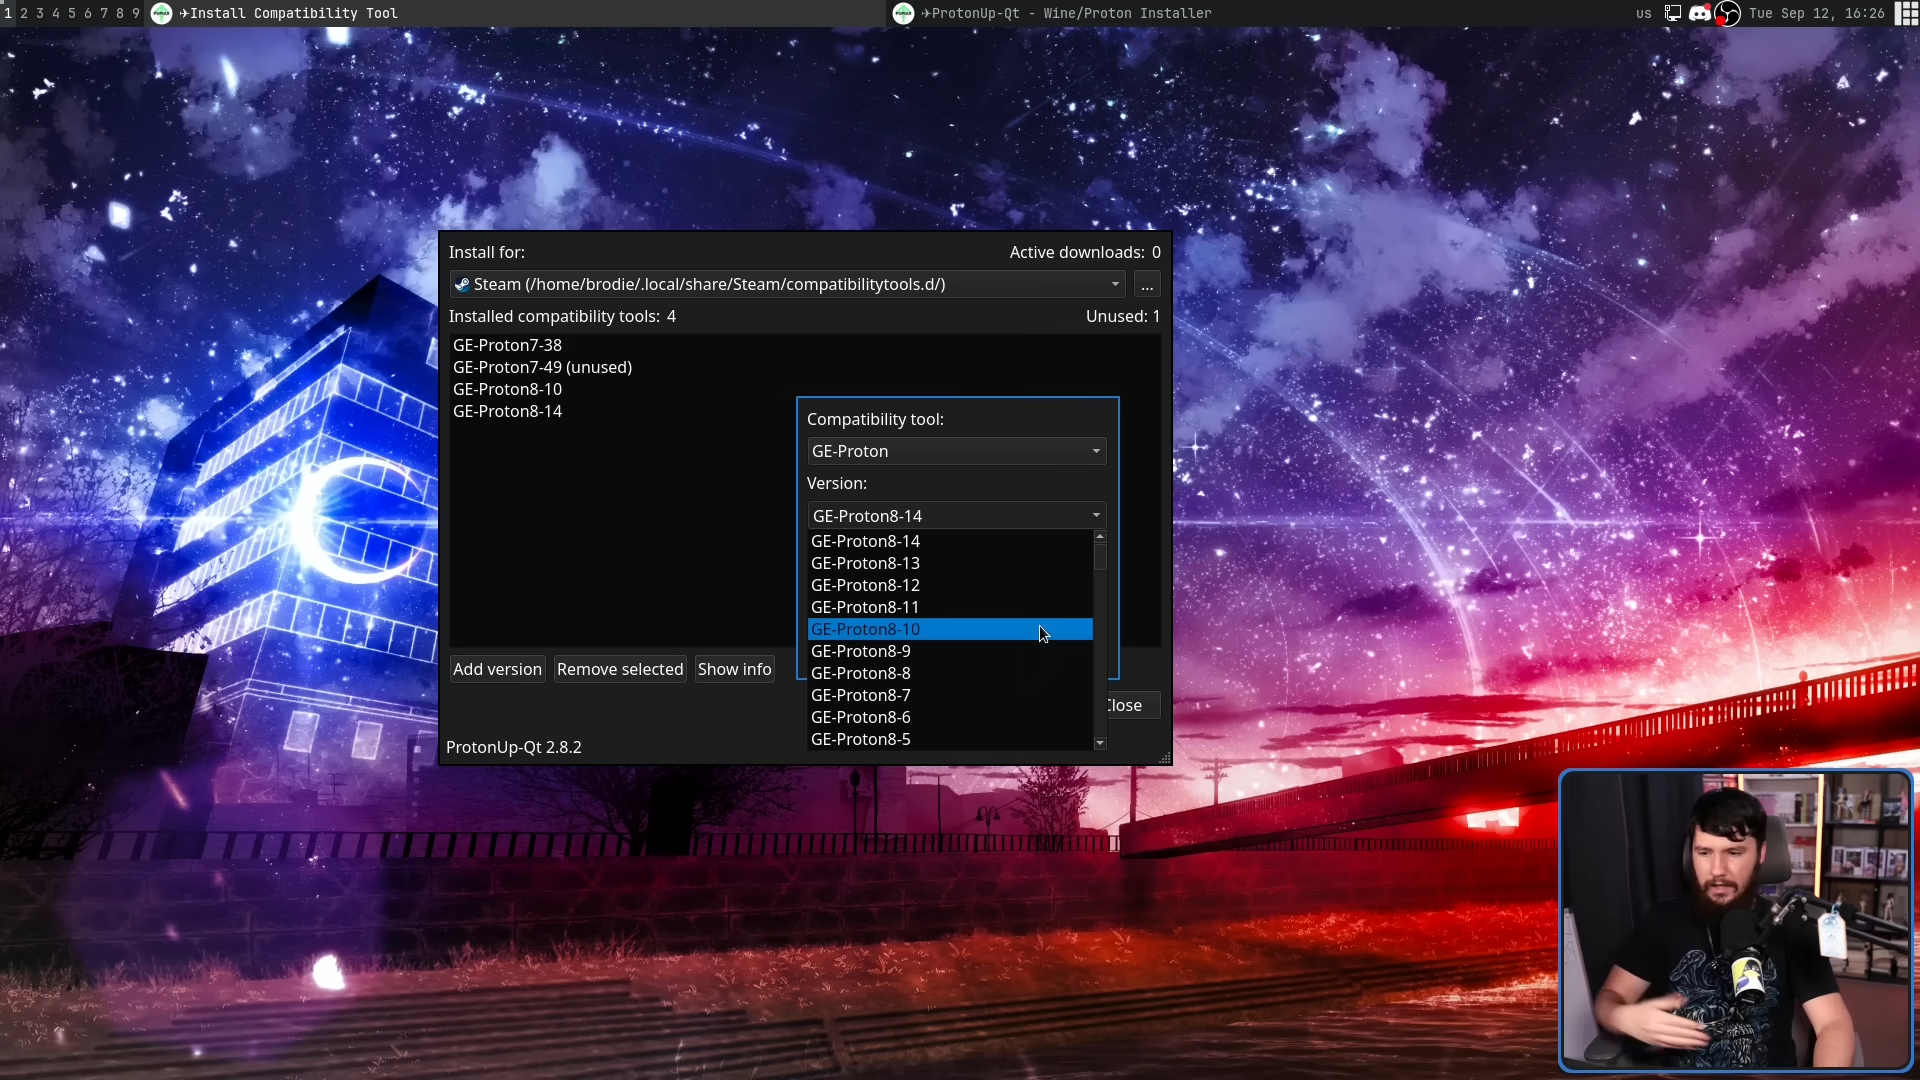 1 2 3 4 5 6 7 8 9
✈Install Compatibility Tool
✈ProtonUp-Qt - Wine/Proton Installer
us
Tue Sep 12, 16:26
Install for:
Active downloads: 0
Steam (/home/brodie/.local/share/Steam/compatibilitytools.d/)
...
Installed compatibility tools: 4
Unused: 1
GE-Proton7-38
GE-Proton7-49 (unused)
GE-Proton8-10
GE-Proton8-14
Compatibility tool:
GE-Proton
Version:
GE-Proton8-14
GE-Proton8-14
GE-Proton8-13
GE-Proton8-12
GE-Proton8-11
GE-Proton8-10
GE-Proton8-9
GE-Proton8-8
GE-Proton8-7
GE-Proton8-6
GE-Proton8-5
Add version
Remove selected
Show info
Close
ProtonUp-Qt 2.8.2